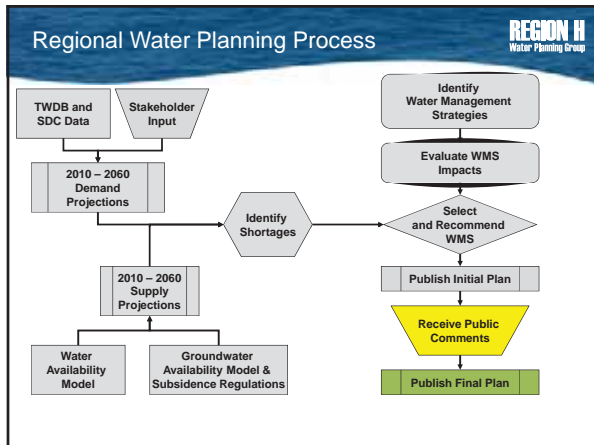 Regional Water Planning Process
REGION H
Water Planning Group
TWDB and
SDC Data
Stakeholder
Input
2010 – 2060
Demand
Projections
Identify
Shortages
2010 – 2060
Supply
Projections
Water
Availability
Model
Groundwater
Availability Model &
Subsidence Regulations
Identify
Water Management
Strategies
Evaluate WMS
Impacts
Select
and Recommend
WMS
Publish Initial Plan
Receive Public
Comments
Publish Final Plan